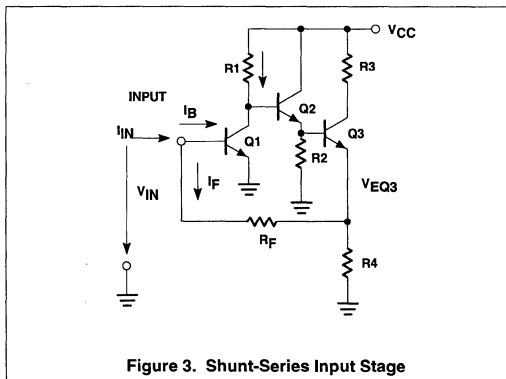 VCC
R1
R3
INPUT
IB
Q2
IIN
Q1
Q3
R2
IF
VEQ3
VIN
RF
R4
Figure 3. Shunt-Series Input Stage